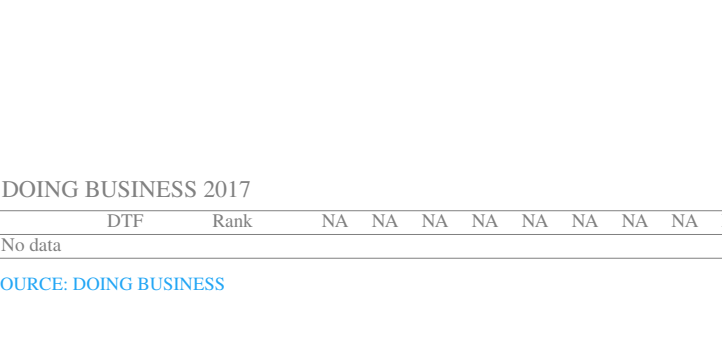 DOING BUSINESS 2017
DTF Rank NA NA NA NA NA NA NA NA
No data
OURCE: DOING BUSINESS